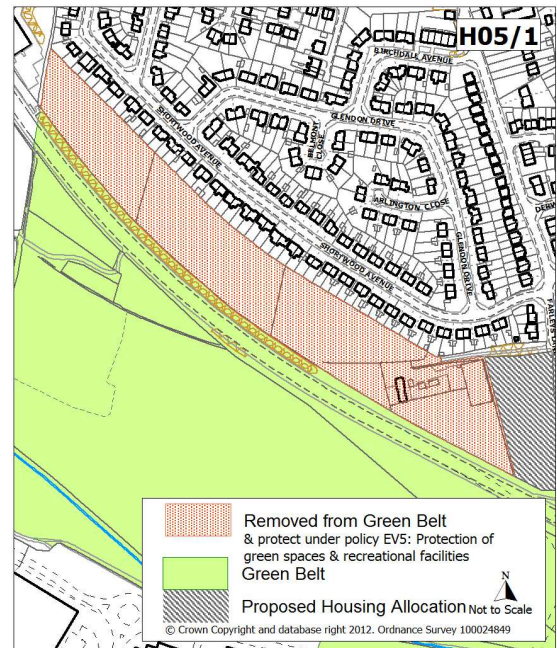 H05/1
BIRCHDALE AVENUE
GLENDON DRIVE
SHORTWOOD AVENUE
BELMONT
CLOSE
ARLINGTON CLOSE
GLENDON DRIVE
SHORTWOOD AVENUE
Removed from Green Belt
& protect under policy EV5: Protection of
green spaces & recreational facilities
Green Belt
Proposed Housing Allocation
N
Not to Scale
© Crown Copyright and database right 2012. Ordnance Survey 100024849